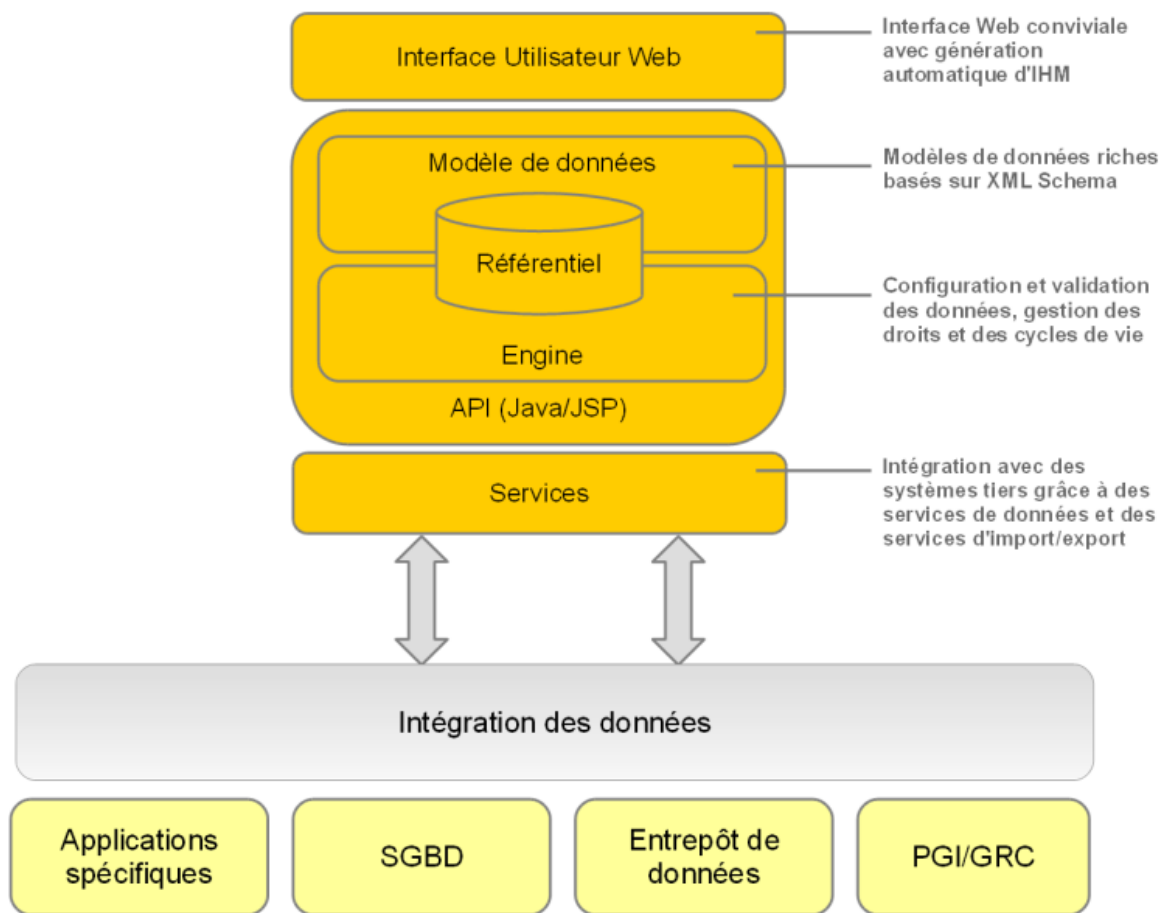 Interface Utilisateur Web
Interface Web conviviale
avec génération
automatique d'IHM
Modèle de données
Modèles de données riches
basés sur XML Schema
Référentiel
Configuration et validation
des données, gestion des
droits et des cycles de vie
Engine
API (Java/JSP)
Services
Intégration avec des
systèmes tiers grâce à des
services de données et des
services d'import/export
Intégration des données
Applications
spécifiques
SGBD
Entrepôt de
données
PGI/GRC